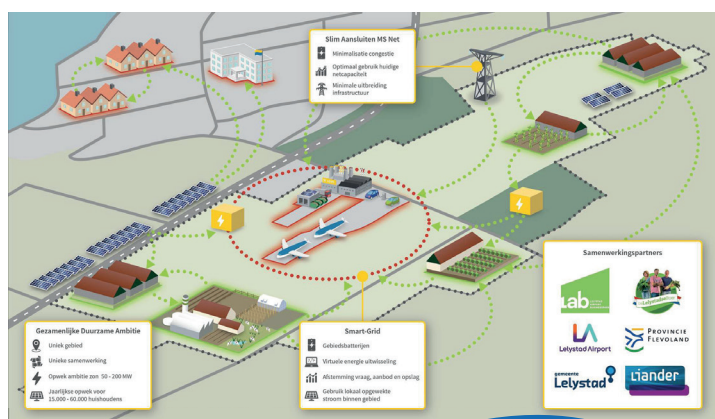 Slim Aansluiten MS Net
Minimalisatie congestie
Optimaal gebruik huidige
netcapaciteit
Minimale uitbreiding
infrastructuur
Gezamenlijke Duurzame Ambitie
Uniek gebied
Unieke samenwerking
Opwek ambitie zon 50 - 200 MW
Jaarlijkse opwek voor
15.000 - 60.000 huishoudens
Smart-Grid
Gebiedsbatterijen
Virtuele energie uitwisseling
Afstemming vraag, aanbod en opslag
Gebruik lokaal opgewekte
stroom binnen gebied
Samenwerkingspartners
Lab
LelystadseBoer
Lelystad Airport
PROVINCIE
FLEVOLAND
gemeente
Lelystad
liander